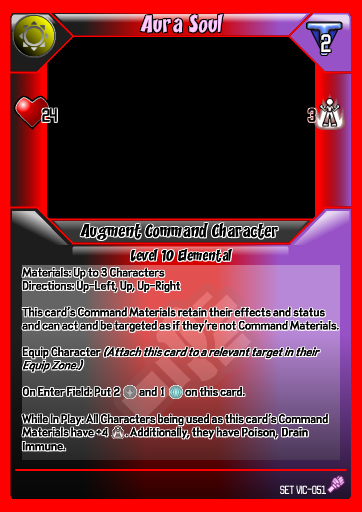 Aura Soul
2
24
3
Augment Command Character
Level 10 Elemental
Materials: Up to 3 Characters
Directions: Up-Left, Up, Up-Right
This card's Command Materials retain their effects and status
and can act and be targeted as if they're not Command Materials.
Equip Character (Attach this card to a relevant target in their
Equip Zone.)
On Enter Field: Put 2 and 1 on this card.
While In Play: All Characters being used as this card's Command
Materials have +4 . Additionally, they have Poison, Drain
Immune.
SET VIC-051